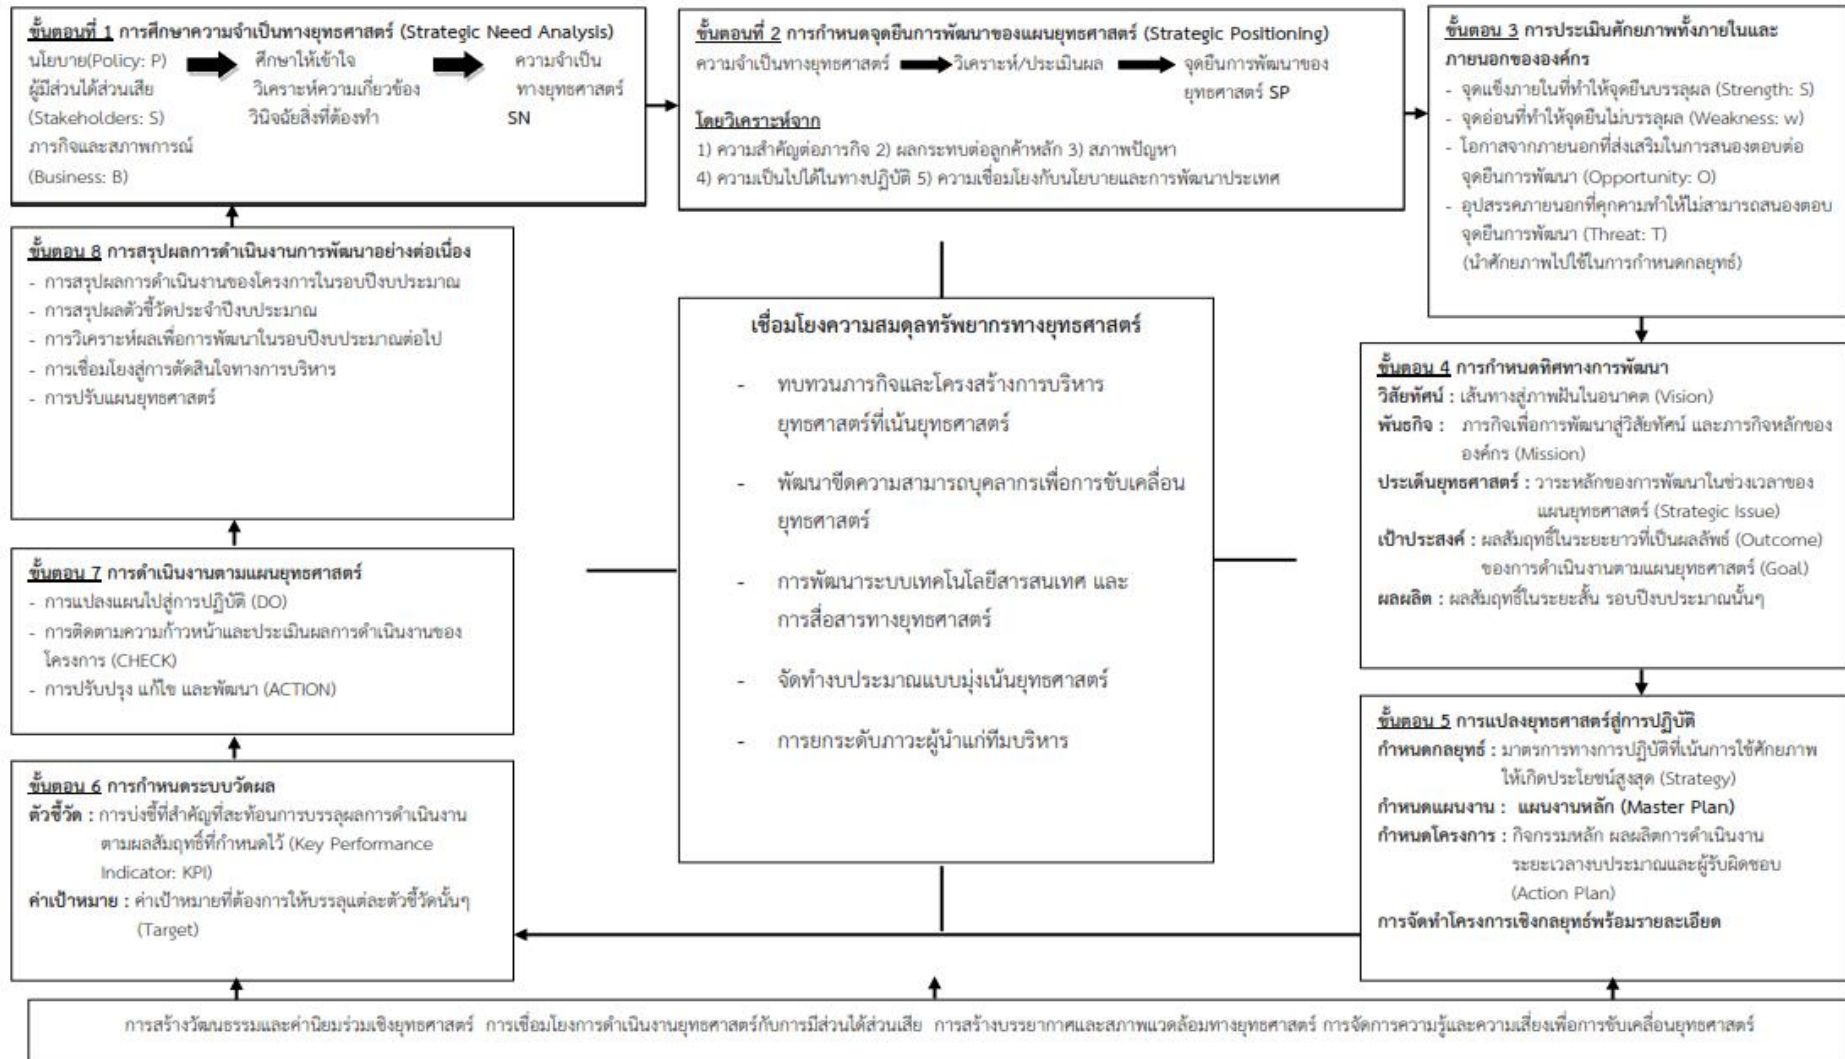 ขั้นตอนที่ 1 การศึกษาความจำเป็นทางยุทธศาสตร์ (Strategic Need Analysis)
นโยบาย(Policy: P)
ผู้มีส่วนได้ส่วนเสีย
(Stakeholders: S)
ภารกิจและสภาพการณ์
(Business: B)
ศึกษาให้เข้าใจ
วิเคราะห์ความเกี่ยวข้อง
วินิจฉัยสิ่งที่ต้องทำ
ความจำเป็น
ทางยุทธศาสตร์
SN
ขั้นตอนที่ 2 การกำหนดจุดยืนการพัฒนาของแผนยุทธศาสตร์ (Strategic Positioning)
ความจำเป็นทางยุทธศาสตร์
วิเคราะห์/ประเมินผล
จุดยืนการพัฒนาของ
ยุทธศาสตร์ SP
โดยวิเคราะห์จาก
1) ความสำคัญต่อภารกิจ 2) ผลกระทบต่อลูกค้าหลัก 3) สภาพปัญหา
4) ความเป็นไปได้ในทางปฏิบัติ 5) ความเชื่อมโยงกับนโยบายและการพัฒนาประเทศ
ขั้นตอน 3 การประเมินศักยภาพทั้งภายในและ
ภายนอกขององค์กร
- จุดแข็งภายในที่ทำให้จุดยืนบรรลุผล (Strength: S)
- จุดอ่อนที่ทำให้จุดยืนไม่บรรลุผล (Weakness: w)
- โอกาสจากภายนอกที่ส่งเสริมในการสนองตอบต่อ
จุดยืนการพัฒนา (Opportunity: O)
- อุปสรรคภายนอกที่คุกคามทำให้ไม่สามารถสนองตอบ
จุดยืนการพัฒนา (Threat: T)
(นำศักยภาพไปใช้ในการกำหนดกลยุทธ์)
ขั้นตอน 4 การกำหนดทิศทางการพัฒนา
วิสัยทัศน์ : เส้นทางสู่ภาพฝันในอนาคต (Vision)
พันธกิจ : ภารกิจเพื่อการพัฒนาสู่วิสัยทัศน์ และภารกิจหลักของ
องค์กร (Mission)
ประเด็นยุทธศาสตร์ : วาระหลักของการพัฒนาในช่วงเวลาของ
แผนยุทธศาสตร์ (Strategic Issue)
เป้าประสงค์ : ผลสัมฤทธิ์ในระยะยาวที่เป็นผลลัพธ์ (Outcome)
ของการดำเนินงานตามแผนยุทธศาสตร์ (Goal)
ผลผลิต : ผลสัมฤทธิ์ในระยะสั้น รอบปีงบประมาณนั้นๆ
ขั้นตอน 5 การแปลงยุทธศาสตร์สู่การปฏิบัติ
กำหนดกลยุทธ์ : มาตรการทางการปฏิบัติที่เน้นการใช้ศักยภาพ
ให้เกิดประโยชน์สูงสุด (Strategy)
กำหนดแผนงาน : แผนงานหลัก (Master Plan)
กำหนดโครงการ : กิจกรรมหลัก ผลผลิตการดำเนินงาน
ระยะเวลางบประมาณและผู้รับผิดชอบ
(Action Plan)
การจัดทำโครงการเชิงกลยุทธ์พร้อมรายละเอียด
ขั้นตอน 6 การกำหนดระบบวัดผล
ตัวชี้วัด : การบ่งชี้ที่สำคัญที่สะท้อนการบรรลุผลการดำเนินงาน
ตามผลสัมฤทธิ์ที่กำหนดไว้ (Key Performance
Indicator: KPI)
ค่าเป้าหมาย : ค่าเป้าหมายที่ต้องการให้บรรลุแต่ละตัวชี้วัดนั้นๆ
(Target)
ขั้นตอน 7 การดำเนินงานตามแผนยุทธศาสตร์
- การแปลงแผนไปสู่การปฏิบัติ (DO)
- การติดตามความก้าวหน้าและประเมินผลการดำเนินงานของ
โครงการ (CHECK)
- การปรับปรุง แก้ไข และพัฒนา (ACTION)
ขั้นตอน 8 การสรุปผลการดำเนินงานการพัฒนาอย่างต่อเนื่อง
- การสรุปผลการดำเนินงานของโครงการในรอบปีงบประมาณ
- การสรุปผลตัวชี้วัดประจำปีงบประมาณ
- การวิเคราะห์ผลเพื่อการพัฒนาในรอบปีงบประมาณต่อไป
- การเชื่อมโยงสู่การตัดสินใจทางการบริหาร
- การปรับแผนยุทธศาสตร์
เชื่อมโยงความสมดุลทรัพยากรทางยุทธศาสตร์
- ทบทวนภารกิจและโครงสร้างการบริหาร
ยุทธศาสตร์ที่เน้นยุทธศาสตร์
- พัฒนาขีดความสามารถบุคลากรเพื่อการขับเคลื่อน
ยุทธศาสตร์
- การพัฒนาระบบเทคโนโลยีสารสนเทศ และ
การสื่อสารทางยุทธศาสตร์
- จัดทำงบประมาณแบบมุ่งเน้นยุทธศาสตร์
- การยกระดับภาวะผู้นำแก่ทีมบริหาร
การสร้างวัฒนธรรมและค่านิยมร่วมเชิงยุทธศาสตร์ การเชื่อมโยงการดำเนินงานยุทธศาสตร์กับการมีส่วนได้ส่วนเสีย การสร้างบรรยากาศและสภาพแวดล้อมทางยุทธศาสตร์ การจัดการความรู้และความเสี่ยงเพื่อการขับเคลื่อนยุทธศาสตร์